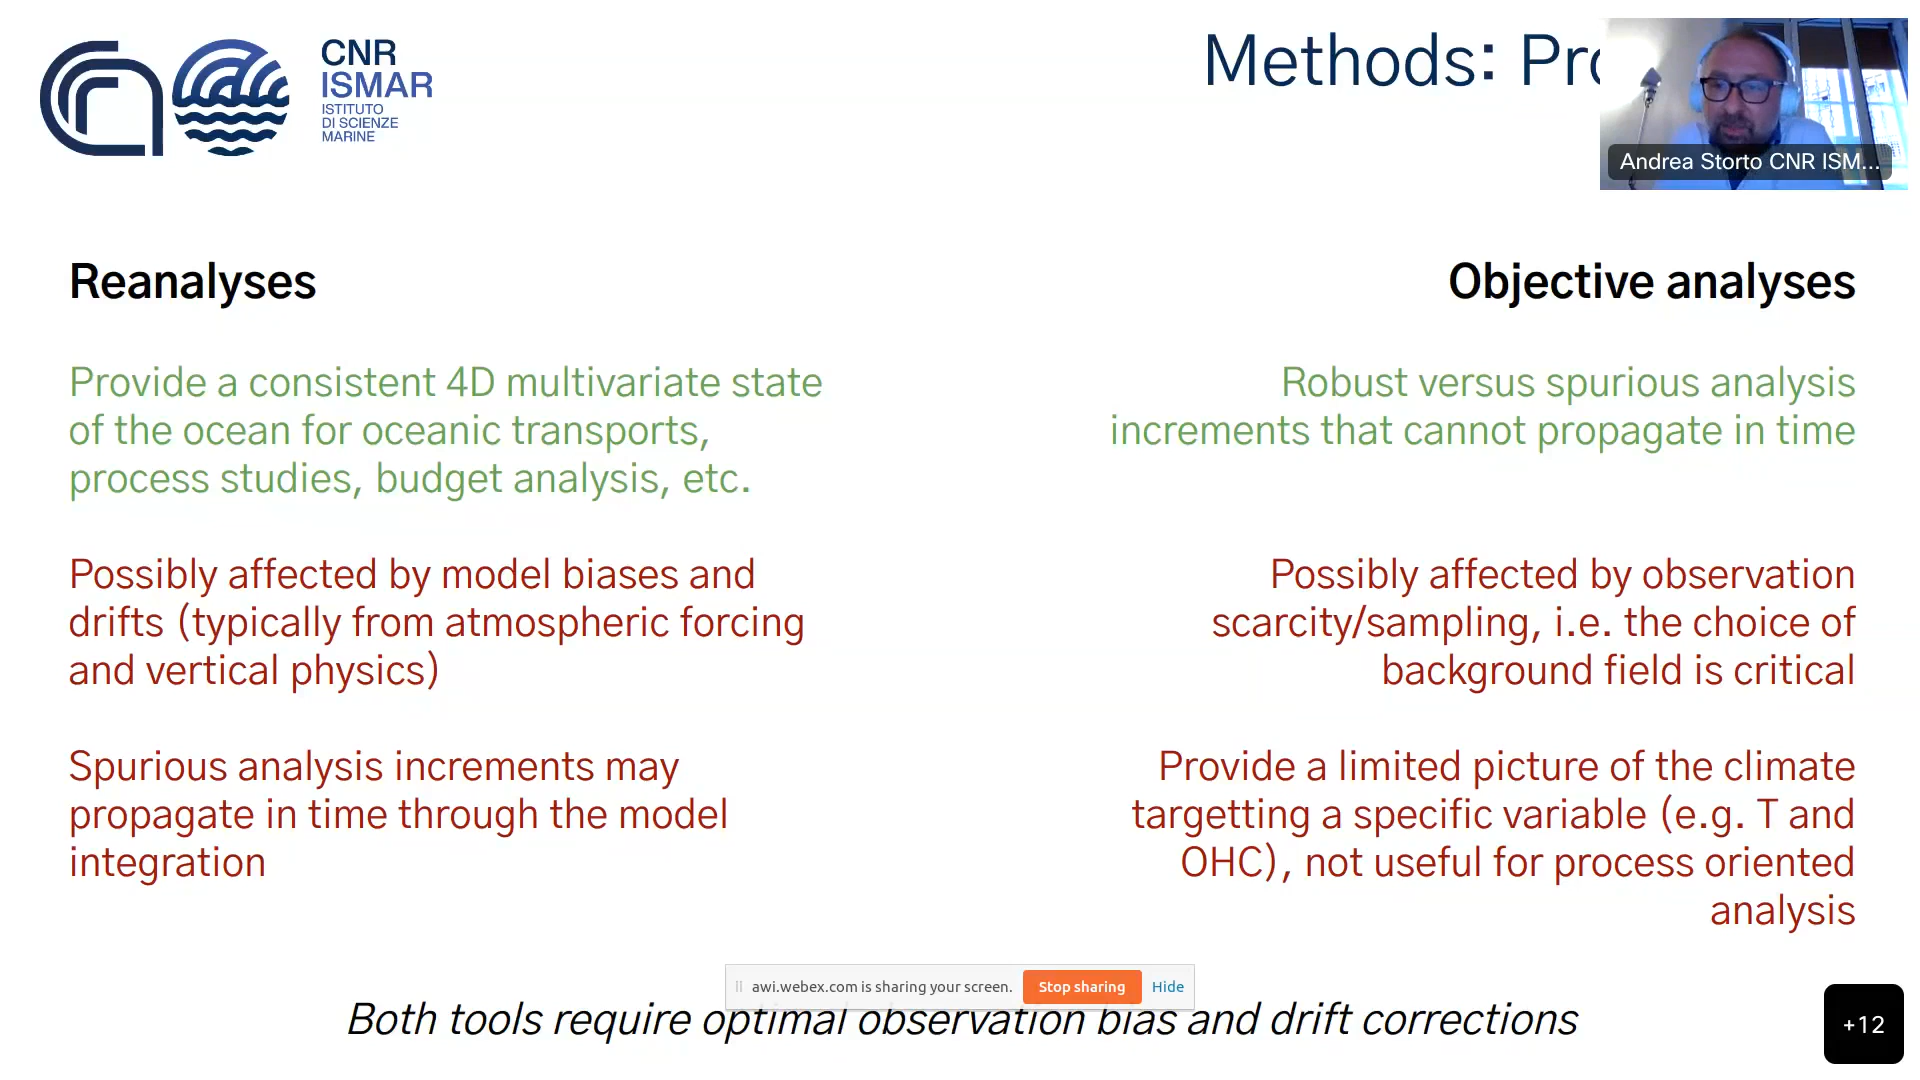 CNR
ISMAR
ISTITUTO
DI SCIENZE
MARINE
Methods: Pro
Andrea Storto CNR ISM...
Reanalyses
Provide a consistent 4D multivariate state
of the ocean for oceanic transports,
process studies, budget analysis, etc.
Possibly affected by model biases and
drifts (typically from atmospheric forcing
and vertical physics)
Spurious analysis increments may
propagate in time through the model
integration
Objective analyses
Robust versus spurious analysis
increments that cannot propagate in time
Possibly affected by observation
scarcity/sampling, i.e. the choice of
background field is critical
Provide a limited picture of the climate
targetting a specific variable (e.g. T and
OHC), not useful for process oriented
analysis
awi.webex.com is sharing your screen. Stop sharing Hide
Both tools require optimal observation bias and drift corrections
+12